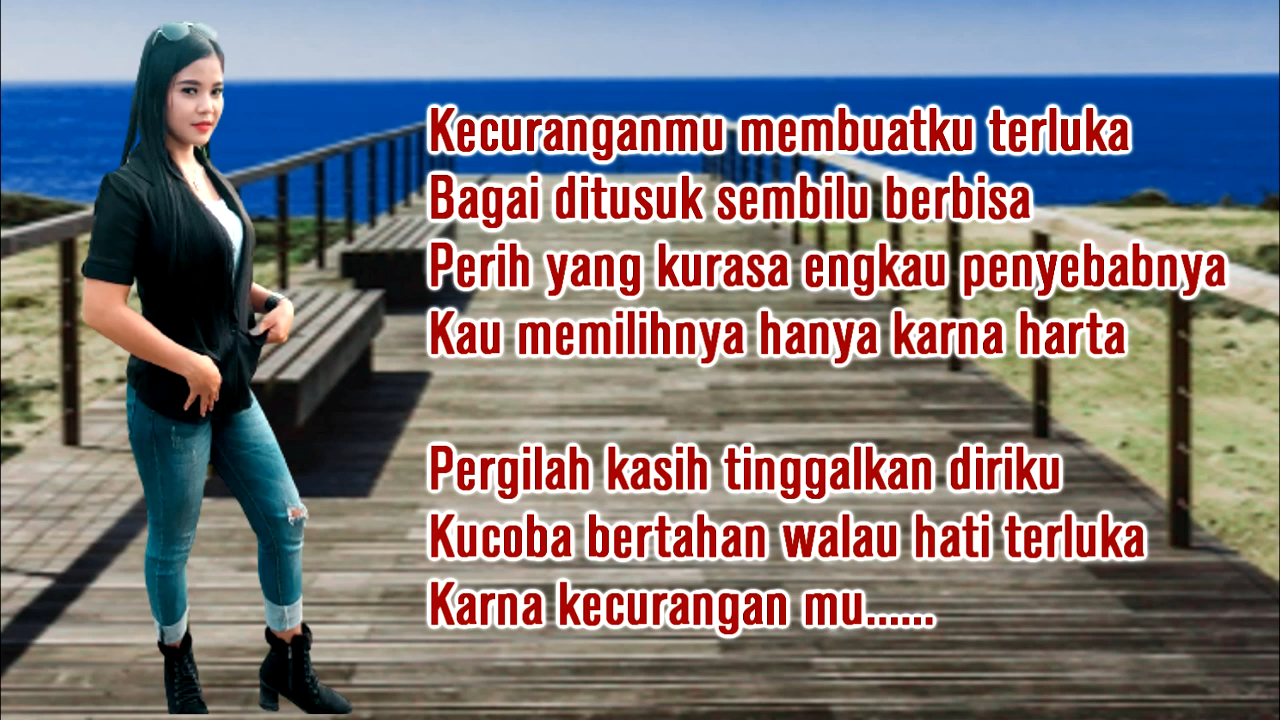 Kecuranganmu membuatku terluka
Bagai ditusuk sembilu berbisa
Perih yang kurasa engkau penyebabnya
Kau memilihnya hanya karna harta
Pergilah kasih tinggalkan diriku
Kucoba bertahan walau hati terluka
Karna kecurangan mu......